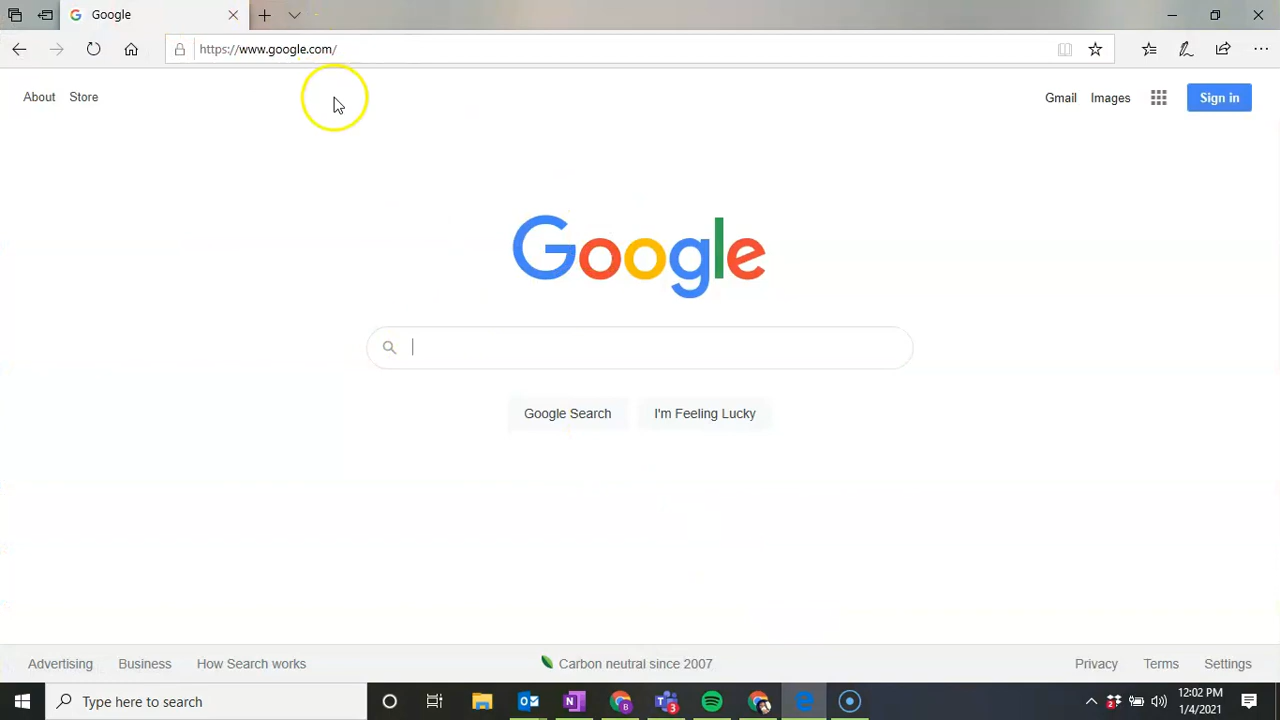 Google
https://www.google.com/
About Store
Gmail Images Sign in
Google
Google Search I'm Feeling Lucky
Advertising Business How Search works Carbon neutral since 2007 Privacy Terms Settings
Type here to search
3
12:02 PM
1/4/2021